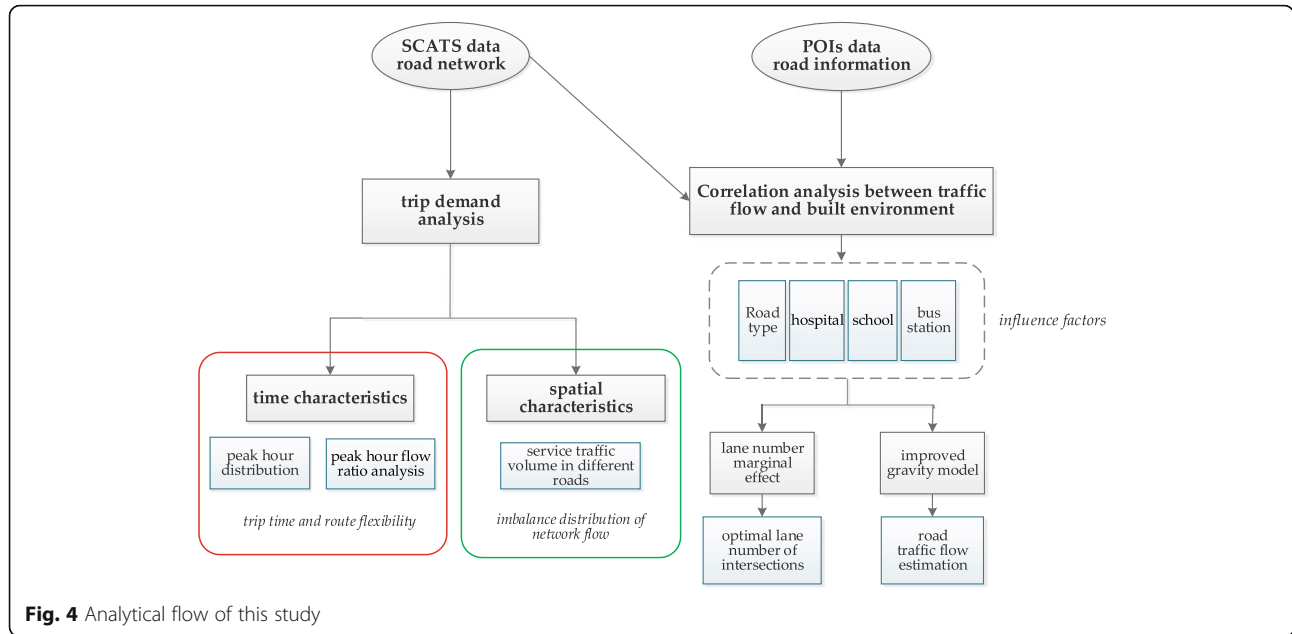 SCATS data
road network
POIs data
road information
trip demand
analysis
Correlation analysis between traffic
flow and built environment
Road
type
hospital
school
bus
station
influence factors
time characteristics
spatial
characteristics
peak hour
distribution
peak hour flow
ratio analysis
service traffic
volume in different
roads
trip time and route flexibility
imbalance distribution of
network flow
lane number
marginal
effect
improved
gravity model
optimal lane
number of
intersections
road
traffic flow
estimation
Fig. 4 Analytical flow of this study